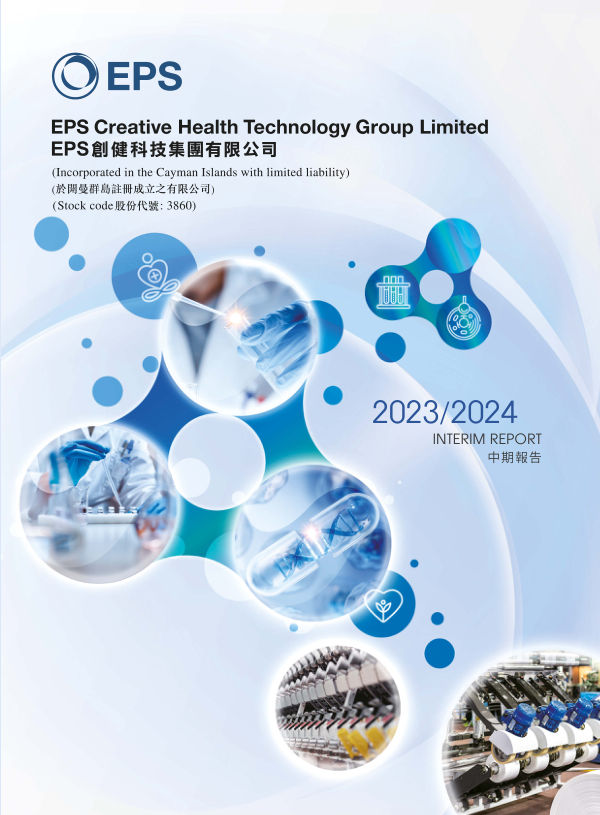 EPS
EPS Creative Health Technology Group Limited
EPS創健科技集團有限公司
(Incorporated in the Cayman Islands with limited liability)
(於開曼群島註冊成立之有限公司)
(Stock code股份代號: 3860)
2023/2024
INTERIM REPORT
中期報告